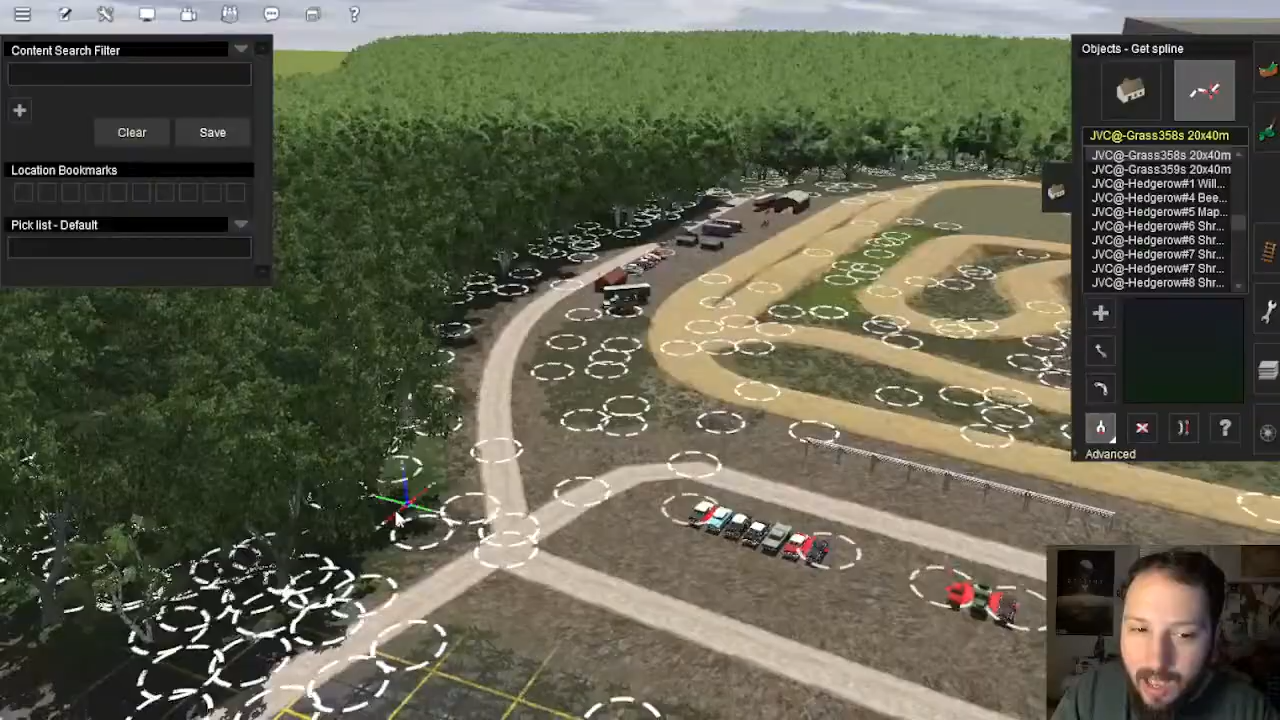 Content Search Filter
Clear
Save
Location Bookmarks
Pick list - Default
Objects - Get spline
JVC@-Grass358s 20x40m
JVC@-Grass358s 20x40m
JVC@-Grass359s 20x40m
JVC@-Hedgerow#1 Will...
JVC@-Hedgerow#4 Bee...
JVC@-Hedgerow#5 Map...
JVC@-Hedgerow#6 Shr...
JVC@-Hedgerow#6 Shr...
JVC@-Hedgerow#7 Shr...
JVC@-Hedgerow#7 Shr...
JVC@-Hedgerow#8 Shr...
Advanced